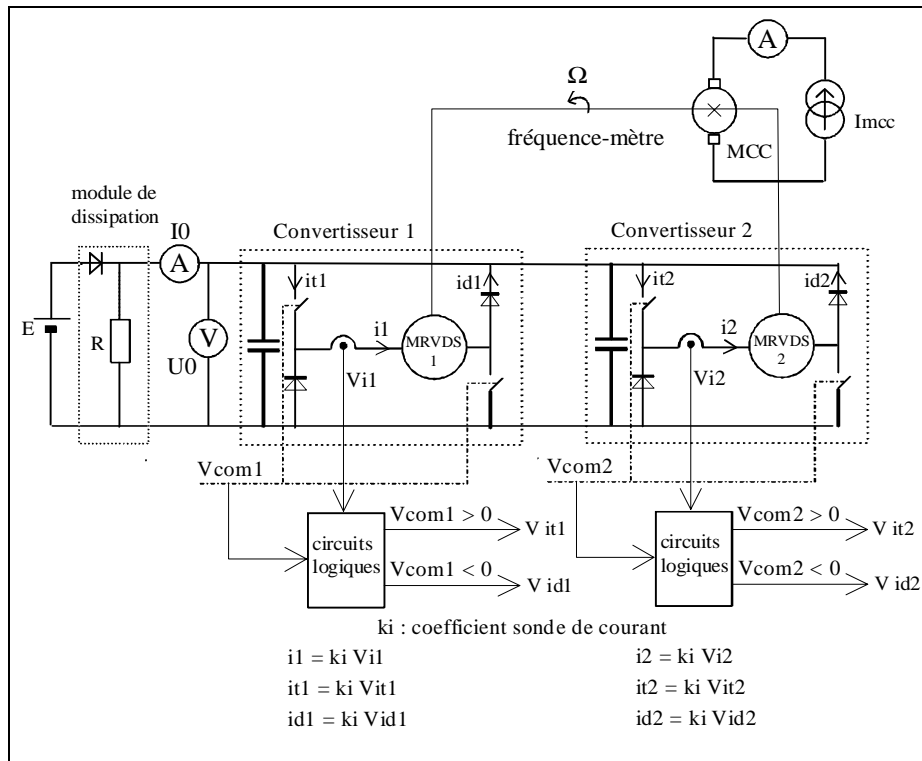 A
Ω
Imcc
fréquence-mètre
MCC
module de
dissipation
I0
A
Convertisseur 1
Convertisseur 2
it1
id1
it2
id2
E
R
V
U0
i1
MRVDS
1
i2
MRVDS
2
Vi1
Vi2
Vcom1
Vcom2
circuits
logiques
Vcom1 > 0
V it1
Vcom1 < 0
V id1
circuits
logiques
Vcom2 > 0
V it2
Vcom2 < 0
V id2
ki : coefficient sonde de courant
i1 = ki Vi1
i2 = ki Vi2
it1 = ki Vit1
it2 = ki Vit2
id1 = ki Vid1
id2 = ki Vid2